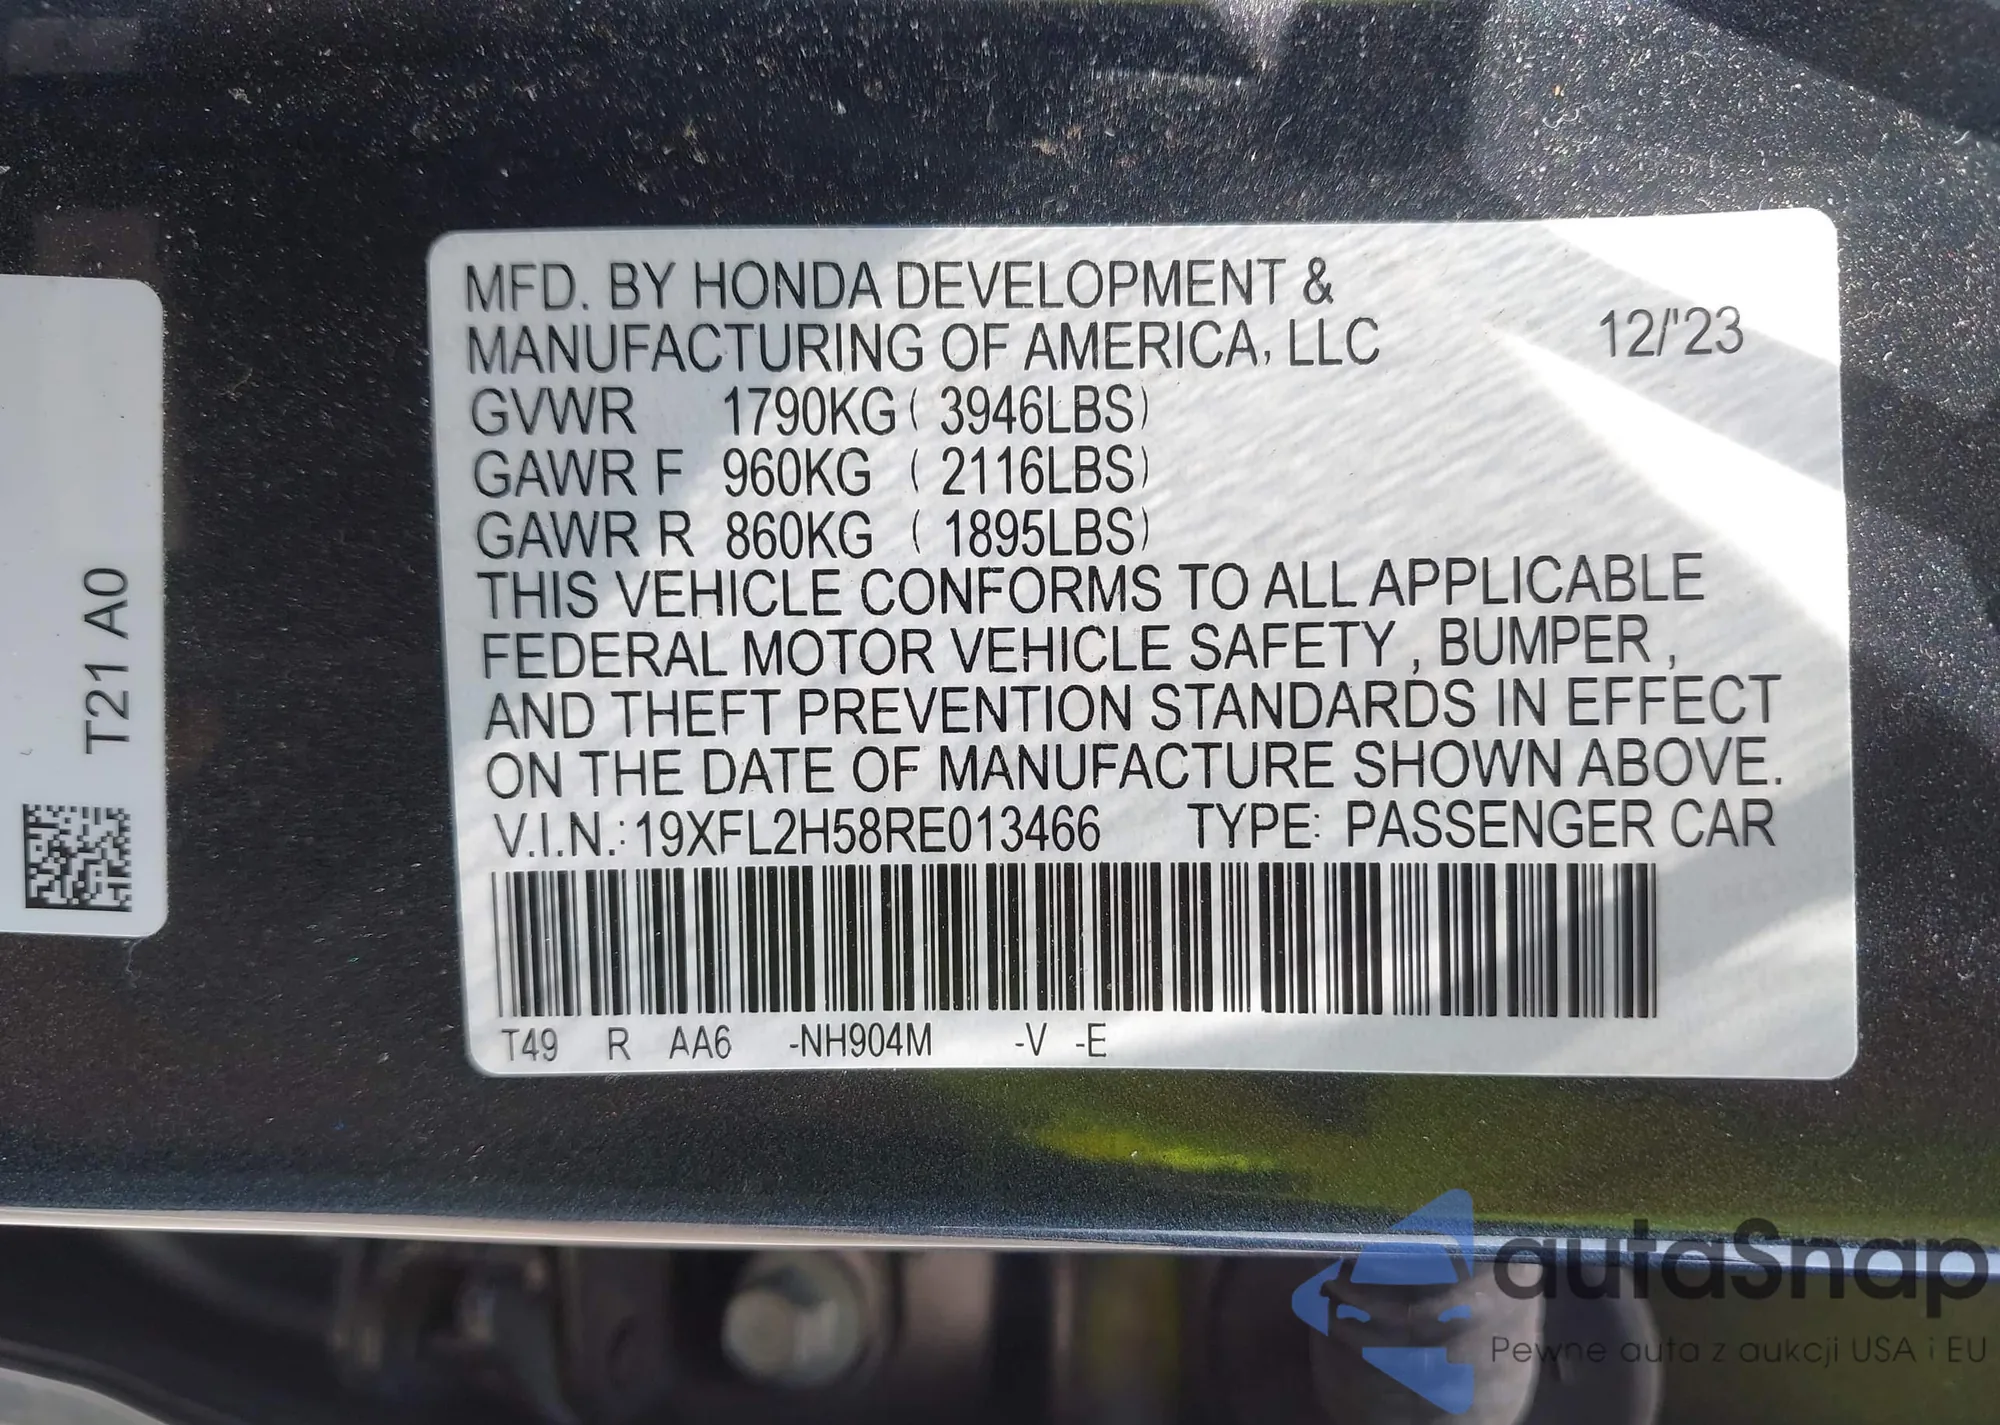 MFD. BY HONDA DEVELOPMENT &
MANUFACTURING OF AMERICA, LLC 12/'23
GVWR 1790KG ( 3946LBS)
GAWR F 960KG ( 2116LBS)
GAWR R 860KG ( 1895LBS)
THIS VEHICLE CONFORMS TO ALL APPLICABLE
FEDERAL MOTOR VEHICLE SAFETY , BUMPER ,
AND THEFT PREVENTION STANDARDS IN EFFECT
ON THE DATE OF MANUFACTURE SHOWN ABOVE.
V.I.N.: 19XFL2H58RE013466 TYPE: PASSENGER CAR
T49 R AA6 -NH904M -V -E
T21 A0
autaSnap
Pewne auta z aukcji USA i EU